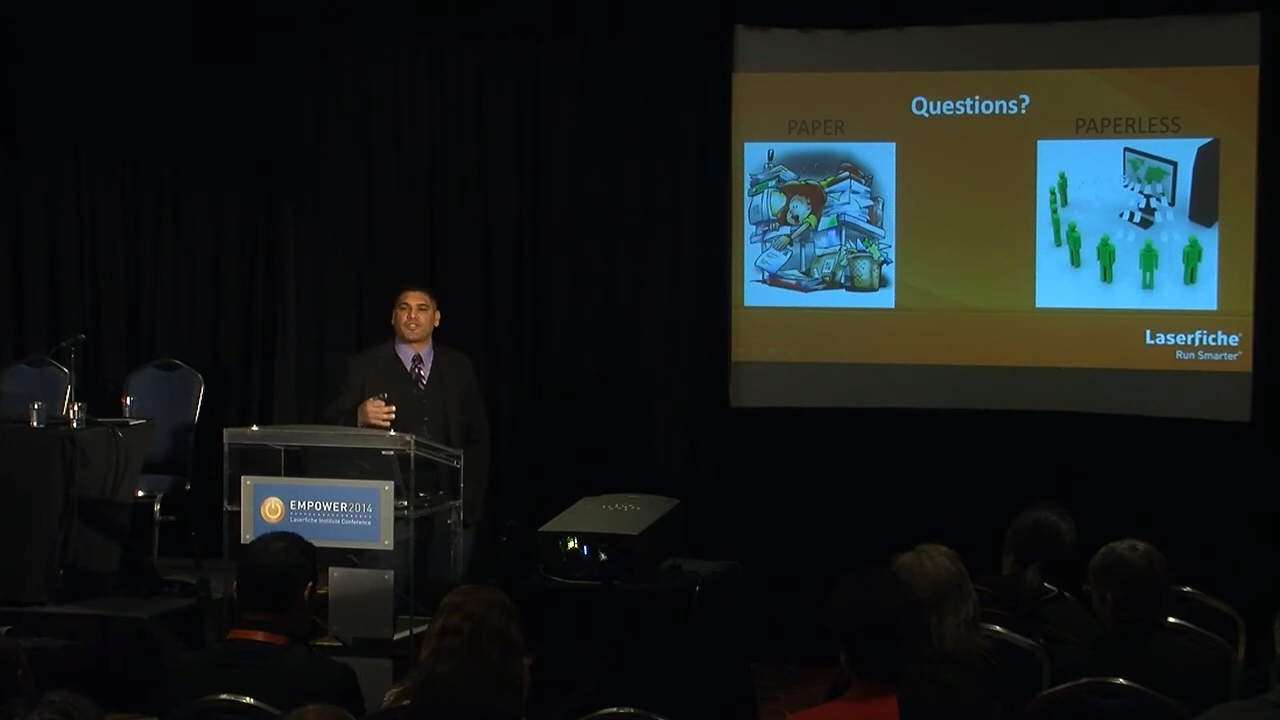 Questions?
PAPER
PAPERLESS
Laserfiche®
Run Smarter®
EMPOWER2014
Laserfiche Institute Conference